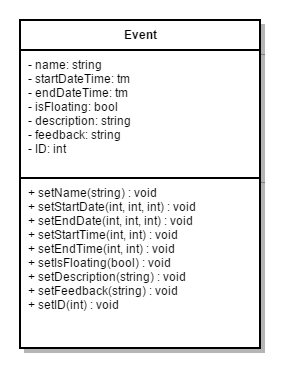 Event
- name: string
- startDateTime: tm
- endDateTime: tm
- isFloating: bool
- description: string
- feedback: string
- ID: int
+ setName(string) : void
+ setStartDate(int, int, int) : void
+ setEndDate(int, int, int) : void
+ setStartTime(int, int) : void
+ setEndTime(int, int) : void
+ setIsFloating(bool) : void
+ setDescription(string) : void
+ setFeedback(string) : void
+ setID(int) : void